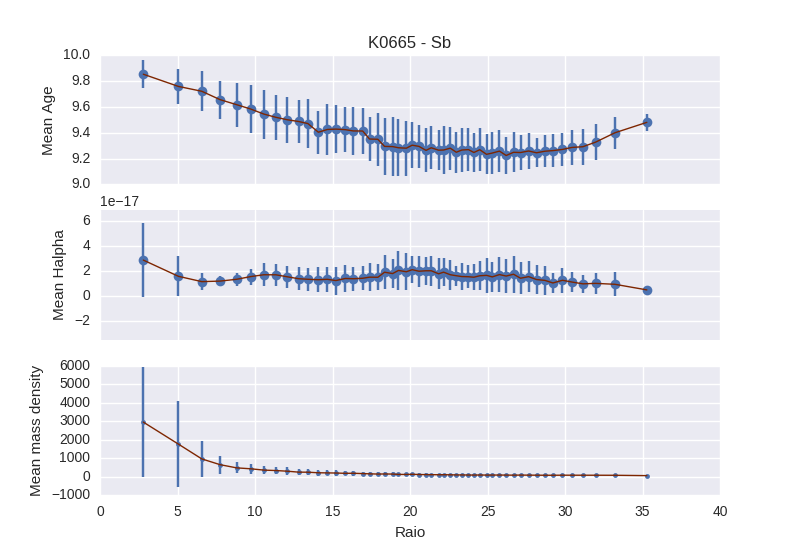 K0665 - Sb
Mean Age
10.0
9.8
9.6
9.4
9.2
9.0
1e−17
Mean Halpha
6
4
2
0
−2
Mean mass density
6000
5000
4000
3000
2000
1000
0
−1000
0 5 10 15 20 25 30 35 40
Raio